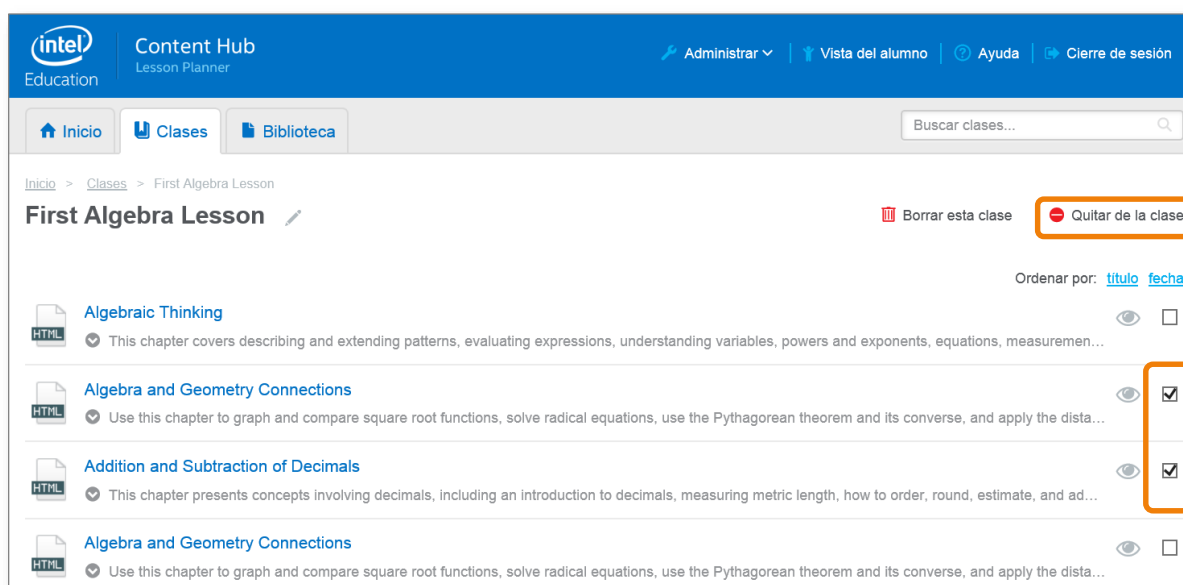 intel Education
Content Hub
Lesson Planner
Administrar
Vista del alumno
Ayuda
Cierre de sesión
Inicio
Clases
Biblioteca
Buscar clases...
Inicio > Clases > First Algebra Lesson
First Algebra Lesson
Borrar esta clase
Quitar de la clase
Ordenar por: título fecha
HTML
Algebraic Thinking
This chapter covers describing and extending patterns, evaluating expressions, understanding variables, powers and exponents, equations, measuremen...
HTML
Algebra and Geometry Connections
Use this chapter to graph and compare square root functions, solve radical equations, use the Pythagorean theorem and its converse, and apply the dista...
HTML
Addition and Subtraction of Decimals
This chapter presents concepts involving decimals, including an introduction to decimals, measuring metric length, how to order, round, estimate, and ad...
HTML
Algebra and Geometry Connections
Use this chapter to graph and compare square root functions, solve radical equations, use the Pythagorean theorem and its converse, and apply the dista...